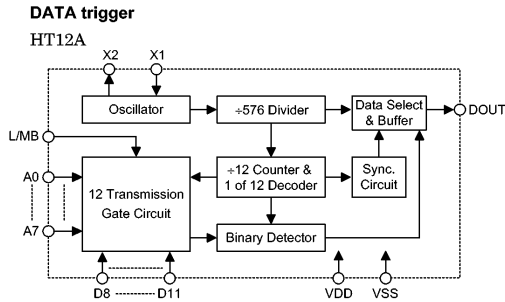 DATA trigger
HT12A
X2 X1
Oscillator
÷576 Divider
Data Select
& Buffer
DOUT
L/MB
A0
12 Transmission
Gate Circuit
÷12 Counter &
1 of 12 Decoder
Sync.
Circuit
A7
Binary Detector
D8 D11 VDD VSS